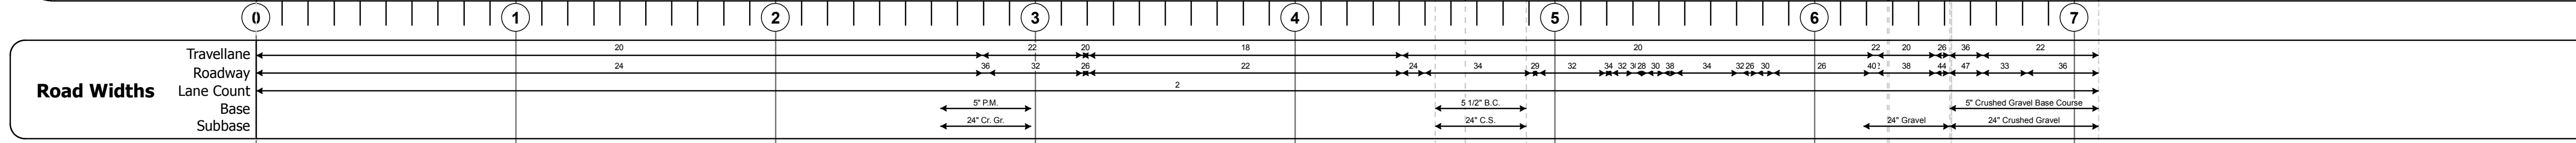 0 1 2 3 4 5 6 7
Road Widths
Travellane 20 22 20 18 20 22 20 26 36 22
Roadway 24 36 32 26 22 24 34 29 32 34 32 28 30 38 34 32 26 30 26 40 38 44 47 33 36
Lane Count 2
Base 5" P.M. 5 1/2" B.C. 5" Crushed Gravel Base Course
Subbase 24" Cr. Gr. 24" C.S. 24" Gravel 24" Crushed Gravel